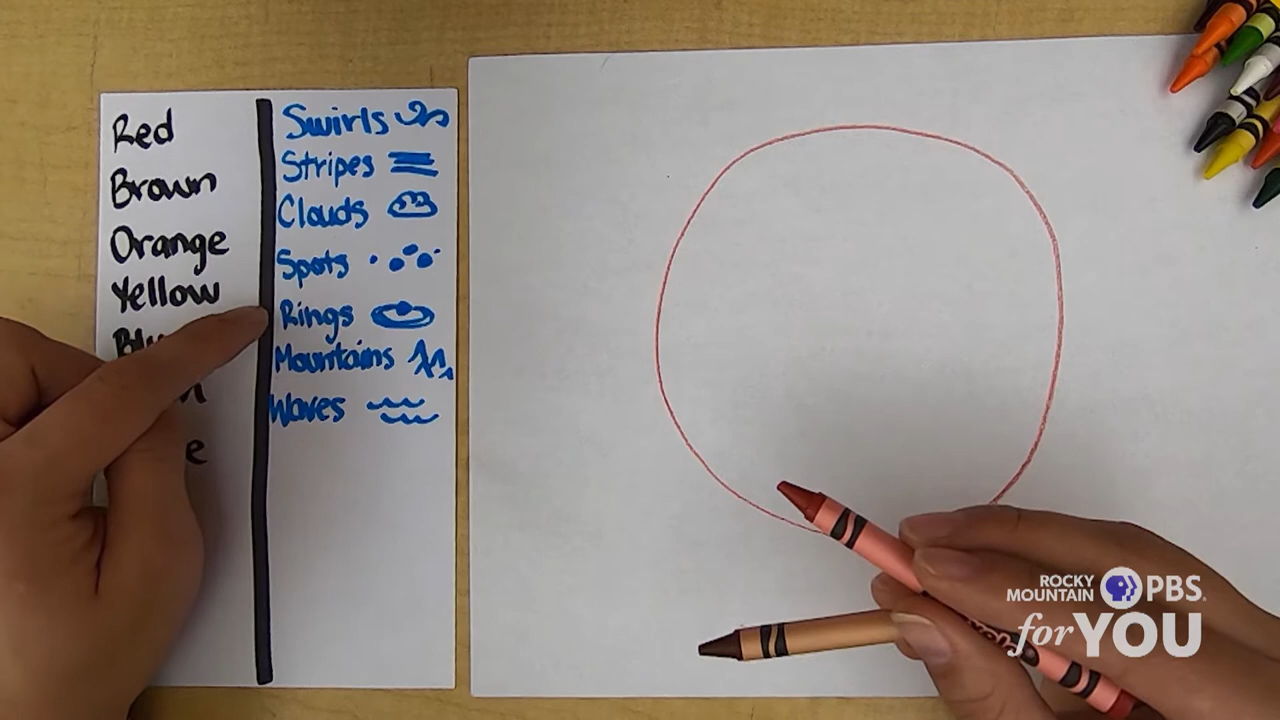 Red
Brown
Orange
Yellow
Swirls
Stripes
Clouds
Spots
Rings
Mountains
Waves
ROCKY
MOUNTAIN PBS
for YOU